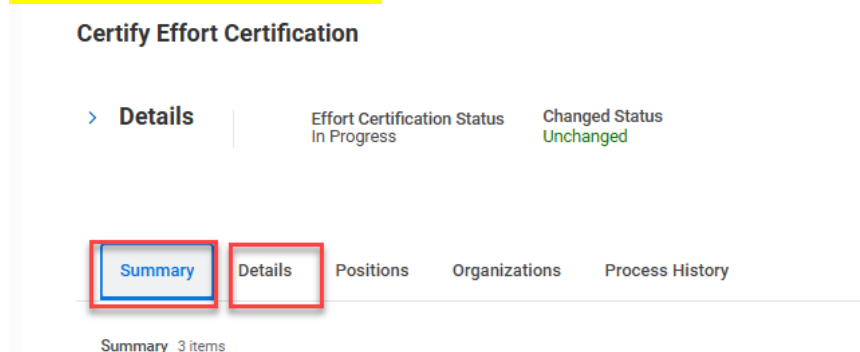 Certify Effort Certification
Details
Effort Certification Status
In Progress
Changed Status
Unchanged
Summary Details Positions Organizations Process History
Summary 3 items